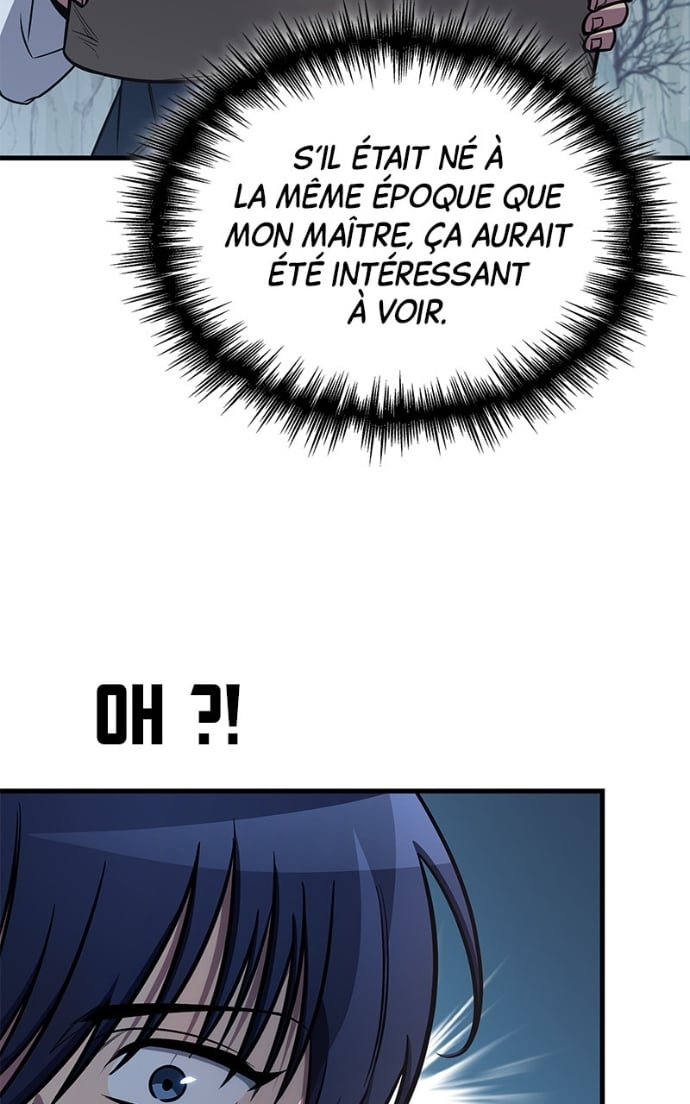 S'IL ÉTAIT NÉ À
LA MÊME ÉPOQUE QUE
MON MAÎTRE, ÇA AURAIT
ÉTÉ INTÉRESSANT
À VOIR.
OH ?!